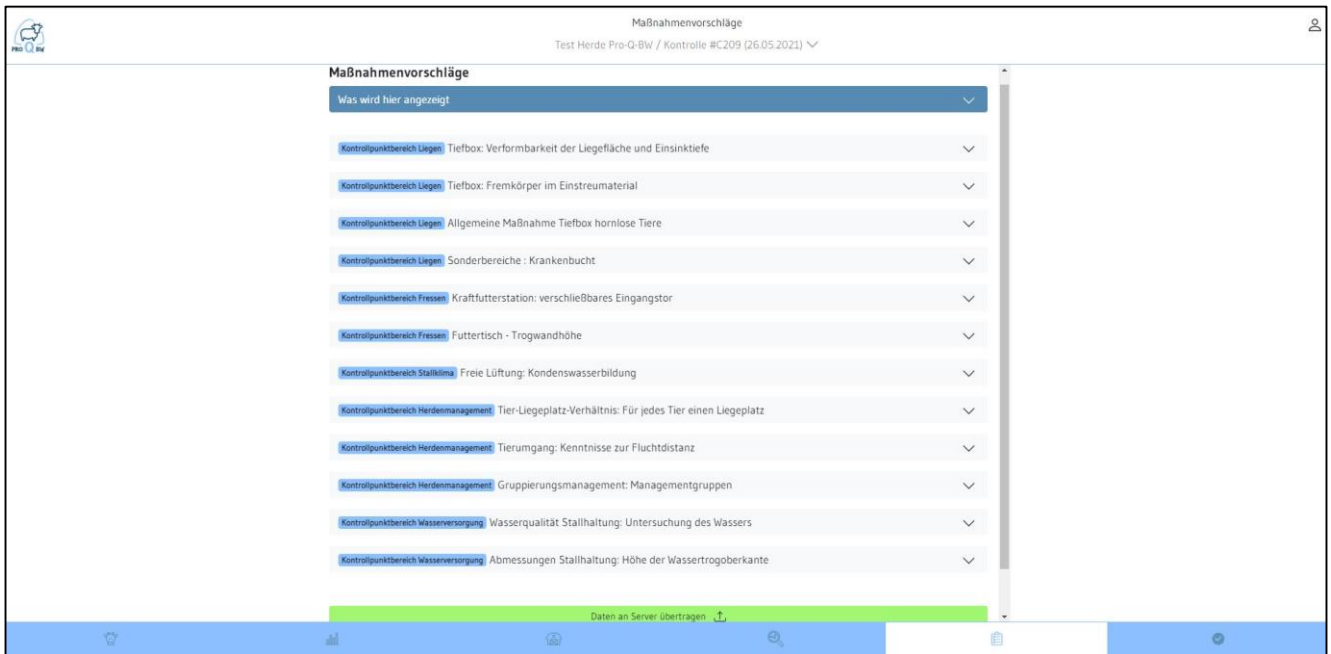 PRO Q BW
Maßnahmenvorschläge
Test Herde Pro-Q-BW / Kontrolle #C209 (26.05.2021)
Maßnahmenvorschläge
Was wird hier angezeigt
Kontrollpunktbereich Liegen Tiefbox: Verformbarkeit der Liegefläche und Einsinktiefe
Kontrollpunktbereich Liegen Tiefbox: Fremkörper im Einstreumaterial
Kontrollpunktbereich Liegen Allgemeine Maßnahme Tiefbox hornlose Tiere
Kontrollpunktbereich Liegen Sonderbereiche : Krankenbucht
Kontrollpunktbereich Fressen Kraftfutterstation: verschließbares Eingangstor
Kontrollpunktbereich Fressen Futtertisch - Trogwandhöhe
Kontrollpunktbereich Stallklima Freie Lüftung: Kondenswasserbildung
Kontrollpunktbereich Herdenmanagement Tier-Liegeplatz-Verhältnis: Für jedes Tier einen Liegeplatz
Kontrollpunktbereich Herdenmanagement Tierumgang: Kenntnisse zur Fluchtdistanz
Kontrollpunktbereich Herdenmanagement Gruppierungsmanagement: Managementgruppen
Kontrollpunktbereich Wasserversorgung Wasserqualität Stallhaltung: Untersuchung des Wassers
Kontrollpunktbereich Wasserversorgung Abmessungen Stallhaltung: Höhe der Wassertrogoberkante
Daten an Server übertragen